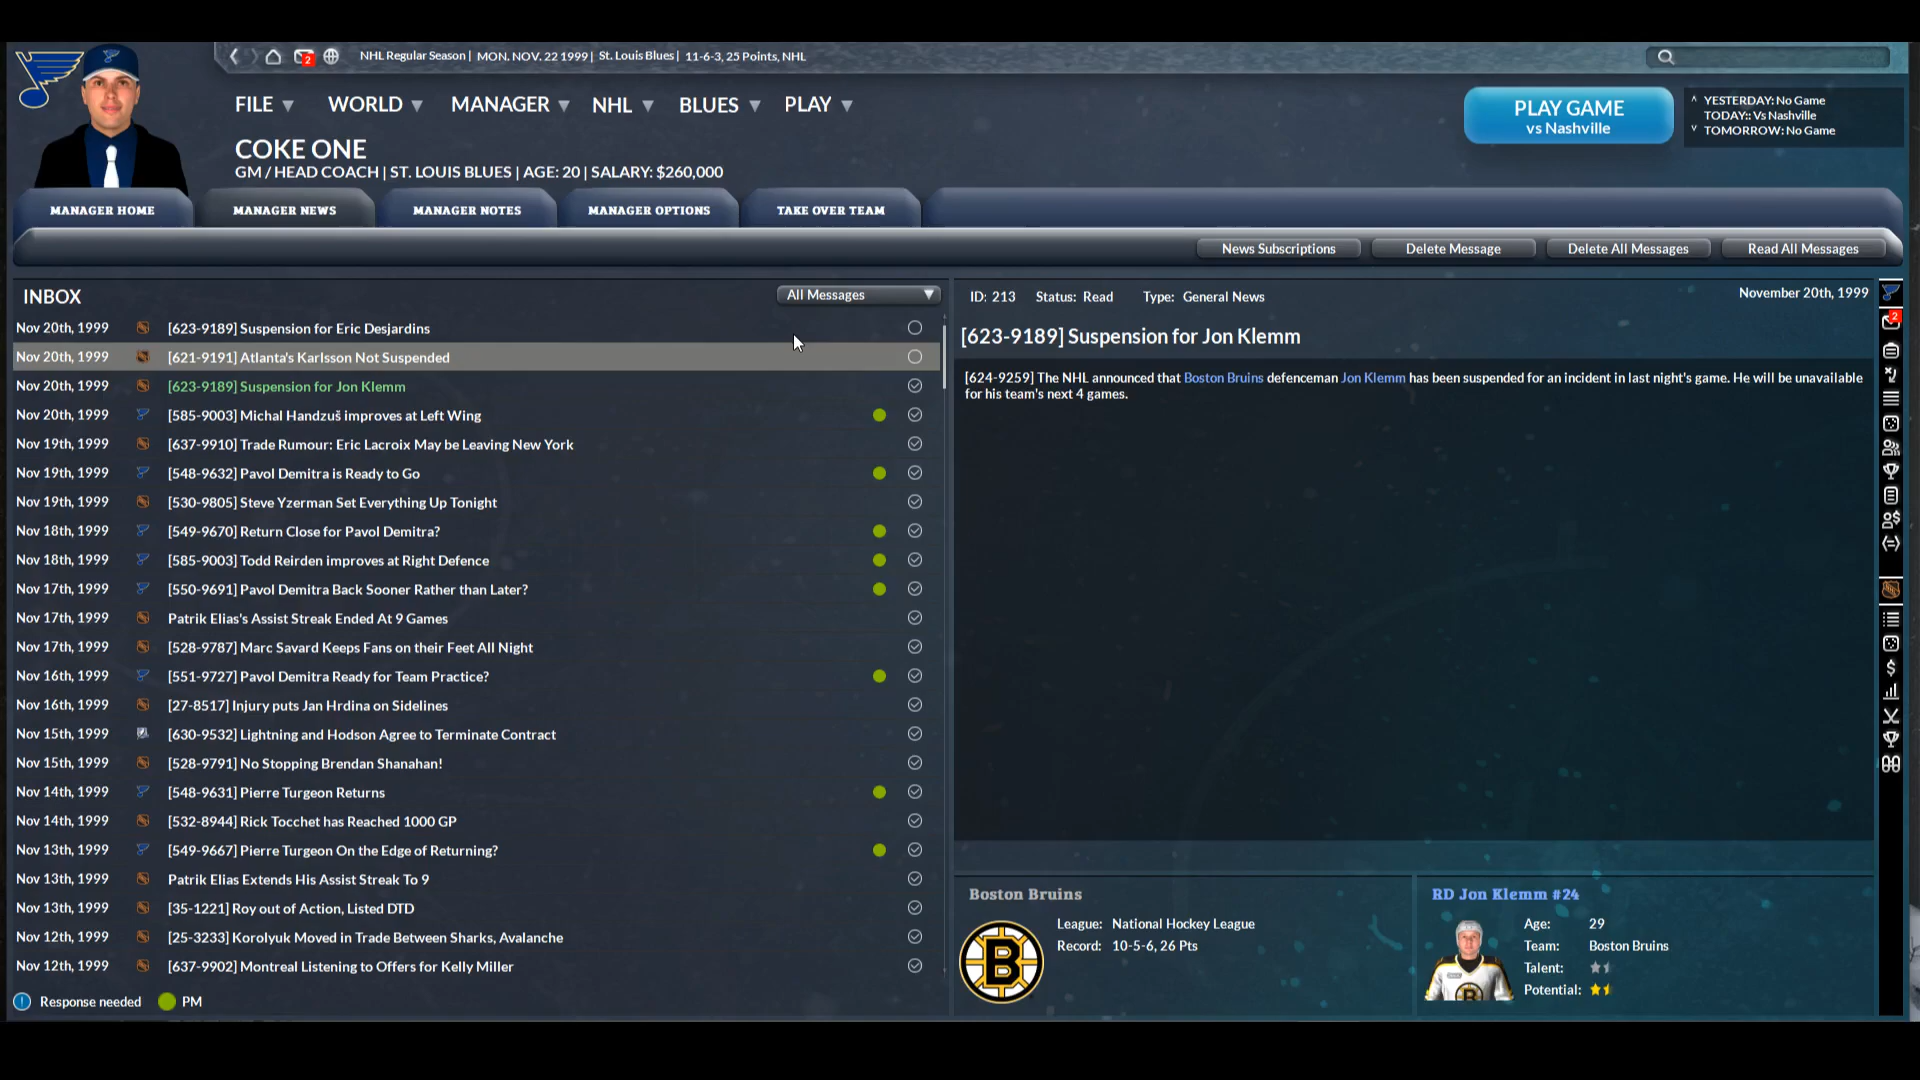 2 NHL Regular Season | MON. NOV. 22 1999 | St. Louis Blues | 11-6-3, 25 Points, NHL
FILE WORLD MANAGER NHL BLUES PLAY
PLAY GAME
vs Nashville
YESTERDAY: No Game
TODAY:: Vs Nashville
TOMORROW: No Game
COKE ONE
GM / HEAD COACH | ST. LOUIS BLUES | AGE: 20 | SALARY: $260,000
MANAGER HOME MANAGER NEWS MANAGER NOTES MANAGER OPTIONS TAKE OVER TEAM
News Subscriptions Delete Message Delete All Messages Read All Messages
INBOX All Messages
Nov 20th, 1999 [623-9189] Suspension for Eric Desjardins
Nov 20th, 1999 [621-9191] Atlanta's Karlsson Not Suspended
Nov 20th, 1999 [623-9189] Suspension for Jon Klemm
Nov 20th, 1999 [585-9003] Michal Handzuš improves at Left Wing
Nov 19th, 1999 [637-9910] Trade Rumour: Eric Lacroix May be Leaving New York
Nov 19th, 1999 [548-9632] Pavol Demitra is Ready to Go
Nov 19th, 1999 [530-9805] Steve Yzerman Set Everything Up Tonight
Nov 18th, 1999 [549-9670] Return Close for Pavol Demitra?
Nov 18th, 1999 [585-9003] Todd Reirden improves at Right Defence
Nov 17th, 1999 [550-9691] Pavol Demitra Back Sooner Rather than Later?
Nov 17th, 1999 Patrik Elias's Assist Streak Ended At 9 Games
Nov 17th, 1999 [528-9787] Marc Savard Keeps Fans on their Feet All Night
Nov 16th, 1999 [551-9727] Pavol Demitra Ready for Team Practice?
Nov 16th, 1999 [27-8517] Injury puts Jan Hrdina on Sidelines
Nov 15th, 1999 [630-9532] Lightning and Hodson Agree to Terminate Contract
Nov 15th, 1999 [528-9791] No Stopping Brendan Shanahan!
Nov 14th, 1999 [548-9631] Pierre Turgeon Returns
Nov 14th, 1999 [532-8944] Rick Tocchet has Reached 1000 GP
Nov 13th, 1999 [549-9667] Pierre Turgeon On the Edge of Returning?
Nov 13th, 1999 Patrik Elias Extends His Assist Streak To 9
Nov 13th, 1999 [35-1221] Roy out of Action, Listed DTD
Nov 12th, 1999 [25-3233] Korolyuk Moved in Trade Between Sharks, Avalanche
Nov 12th, 1999 [637-9902] Montreal Listening to Offers for Kelly Miller
Response needed PM
ID: 213 Status: Read Type: General News November 20th, 1999
[623-9189] Suspension for Jon Klemm
[624-9259] The NHL announced that Boston Bruins defenceman Jon Klemm has been suspended for an incident in last night's game. He will be unavailable
for his team's next 4 games.
Boston Bruins
League: National Hockey League
Record: 10-5-6, 26 Pts
B
RD Jon Klemm #24
Age: 29
Team: Boston Bruins
Talent:
Potential:
2